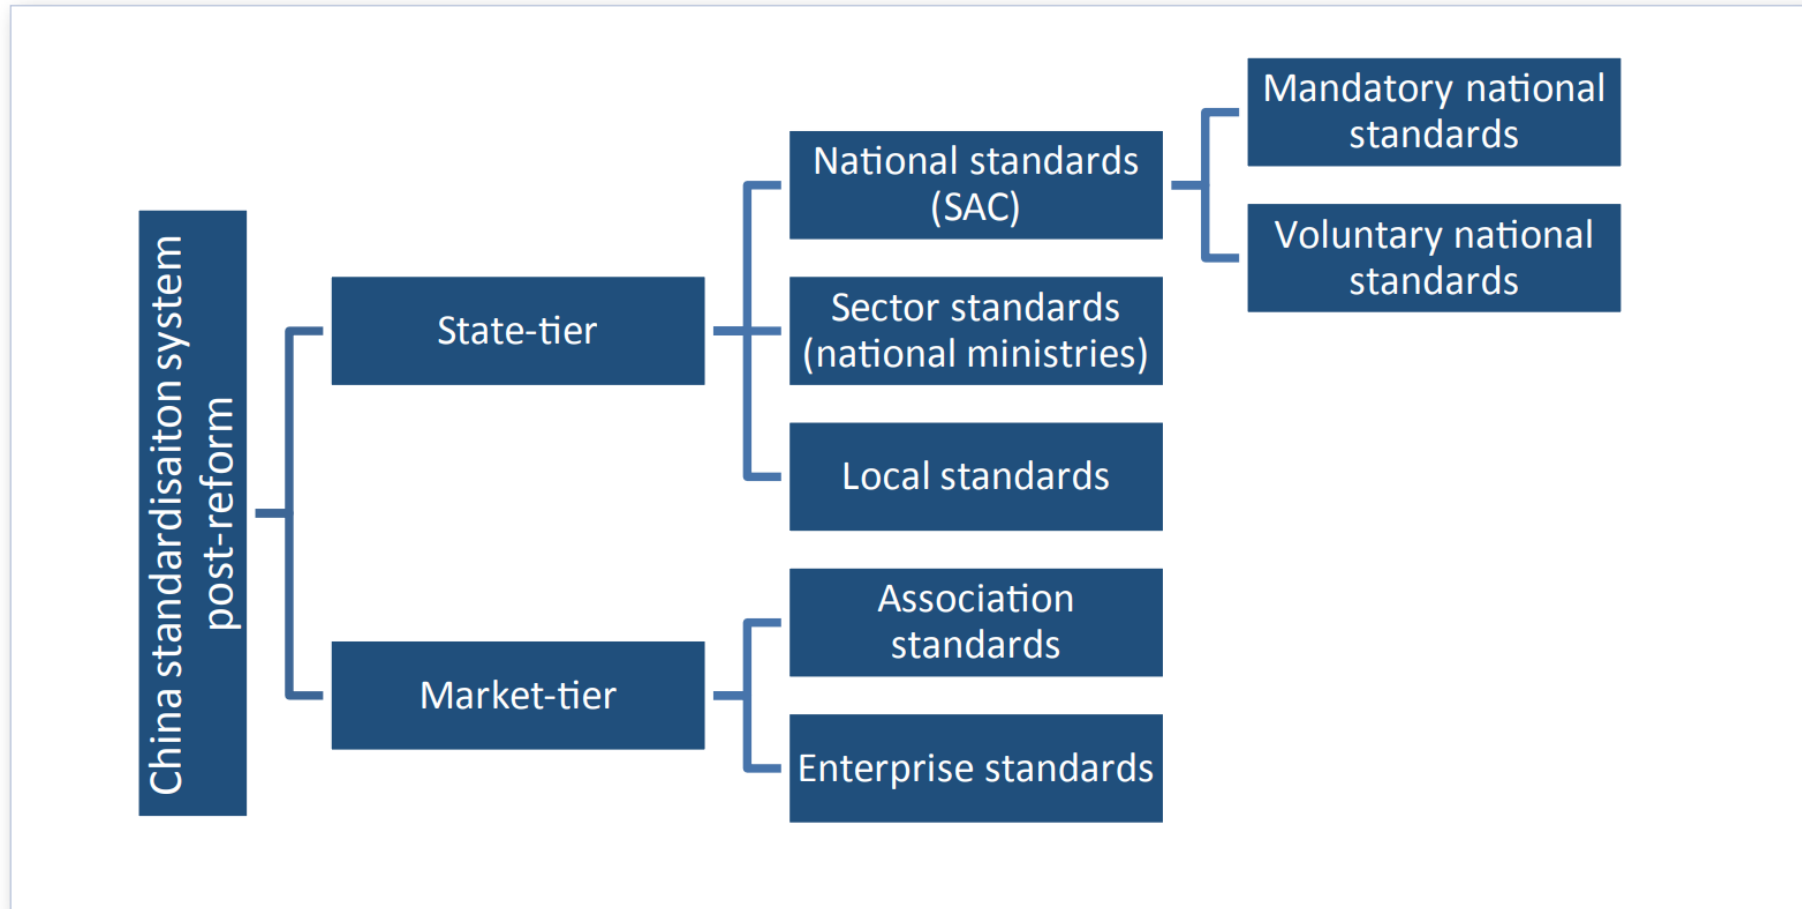 China standardisaiton system
post-reform
State-tier
National standards
(SAC)
Mandatory national
standards
Voluntary national
standards
Sector standards
(national ministries)
Local standards
Market-tier
Association
standards
Enterprise standards